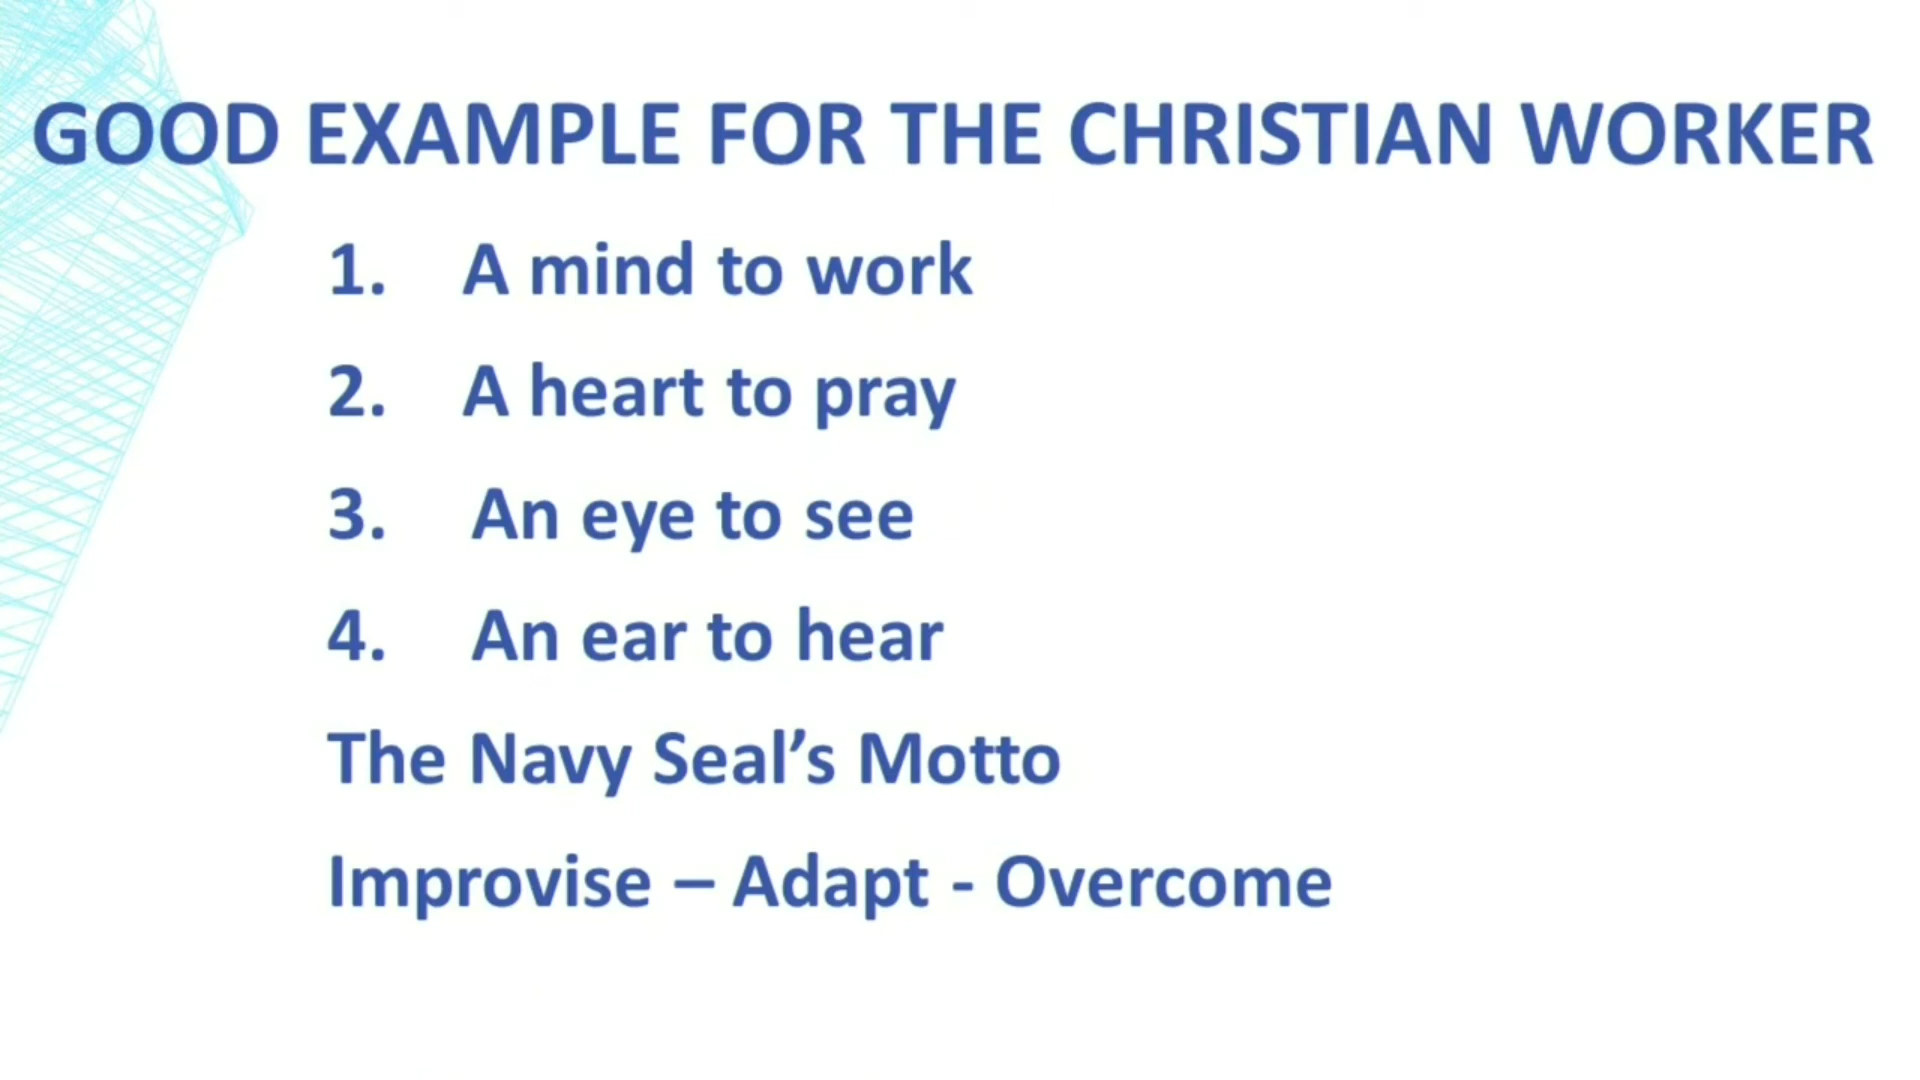 GOOD EXAMPLE FOR THE CHRISTIAN WORKER
1. A mind to work
2. A heart to pray
3. An eye to see
4. An ear to hear
The Navy Seal’s Motto
Improvise – Adapt - Overcome